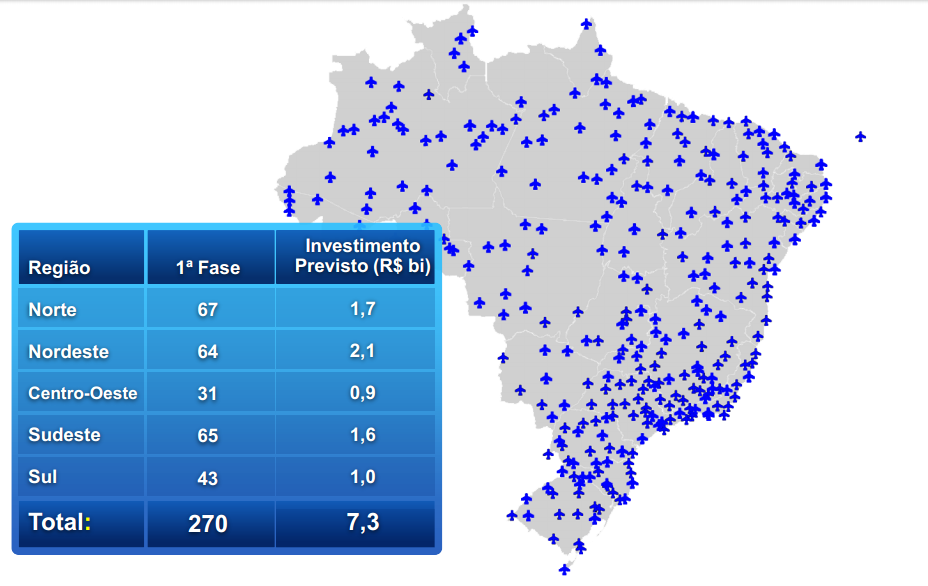 Região 1ª Fase Investimento
Previsto (R$ bi)
Norte 67 1,7
Nordeste 64 2,1
Centro-Oeste 31 0,9
Sudeste 65 1,6
Sul 43 1,0
Total: 270 7,3